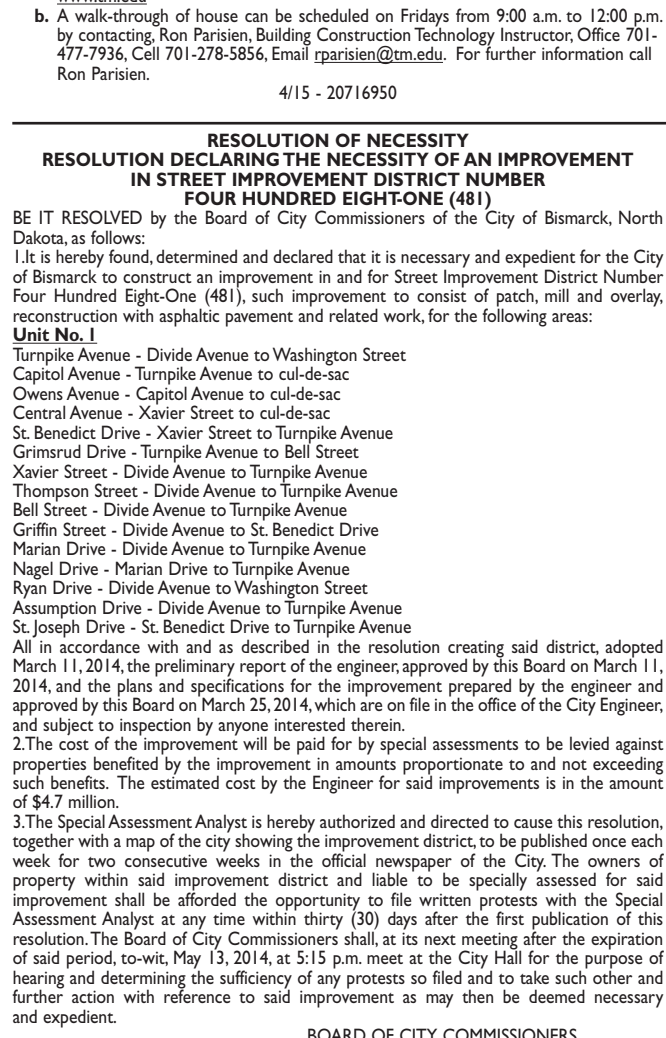 www.tm.edu
b. A walk-through of house can be scheduled on Fridays from 9:00 a.m. to 12:00 p.m.
by contacting, Ron Parisien, Building Construction Technology Instructor, Office 701-
477-7936, Cell 701-278-5856, Email rparisien@tm.edu. For further information call
Ron Parisien.
4/15 - 20716950
RESOLUTION OF NECESSITY
RESOLUTION DECLARING THE NECESSITY OF AN IMPROVEMENT
IN STREET IMPROVEMENT DISTRICT NUMBER
FOUR HUNDRED EIGHT-ONE (481)
BE IT RESOLVED by the Board of City Commissioners of the City of Bismarck, North
Dakota, as follows:
1.It is hereby found, determined and declared that it is necessary and expedient for the City
of Bismarck to construct an improvement in and for Street Improvement District Number
Four Hundred Eight-One (481), such improvement to consist of patch, mill and overlay,
reconstruction with asphaltic pavement and related work, for the following areas:
Unit No. 1
Turnpike Avenue - Divide Avenue to Washington Street
Capitol Avenue - Turnpike Avenue to cul-de-sac
Owens Avenue - Capitol Avenue to cul-de-sac
Central Avenue - Xavier Street to cul-de-sac
St. Benedict Drive - Xavier Street to Turnpike Avenue
Grimsrud Drive - Turnpike Avenue to Bell Street
Xavier Street - Divide Avenue to Turnpike Avenue
Thompson Street - Divide Avenue to Turnpike Avenue
Bell Street - Divide Avenue to Turnpike Avenue
Griffin Street - Divide Avenue to St. Benedict Drive
Marian Drive - Divide Avenue to Turnpike Avenue
Nagel Drive - Marian Drive to Turnpike Avenue
Ryan Drive - Divide Avenue to Washington Street
Assumption Drive - Divide Avenue to Turnpike Avenue
St. Joseph Drive - St. Benedict Drive to Turnpike Avenue
All in accordance with and as described in the resolution creating said district, adopted
March 11, 2014, the preliminary report of the engineer, approved by this Board on March 11,
2014, and the plans and specifications for the improvement prepared by the engineer and
approved by this Board on March 25, 2014, which are on file in the office of the City Engineer,
and subject to inspection by anyone interested therein.
2.The cost of the improvement will be paid for by special assessments to be levied against
properties benefited by the improvement in amounts proportionate to and not exceeding
such benefits. The estimated cost by the Engineer for said improvements is in the amount
of $4.7 million.
3.The Special Assessment Analyst is hereby authorized and directed to cause this resolution,
together with a map of the city showing the improvement district, to be published once each
week for two consecutive weeks in the official newspaper of the City. The owners of
property within said improvement district and liable to be specially assessed for said
improvement shall be afforded the opportunity to file written protests with the Special
Assessment Analyst at any time within thirty (30) days after the first publication of this
resolution. The Board of City Commissioners shall, at its next meeting after the expiration
of said period, to-wit, May 13, 2014, at 5:15 p.m. meet at the City Hall for the purpose of
hearing and determining the sufficiency of any protests so filed and to take such other and
further action with reference to said improvement as may then be deemed necessary
and expedient.
BOARD OF CITY COMMISSIONERS